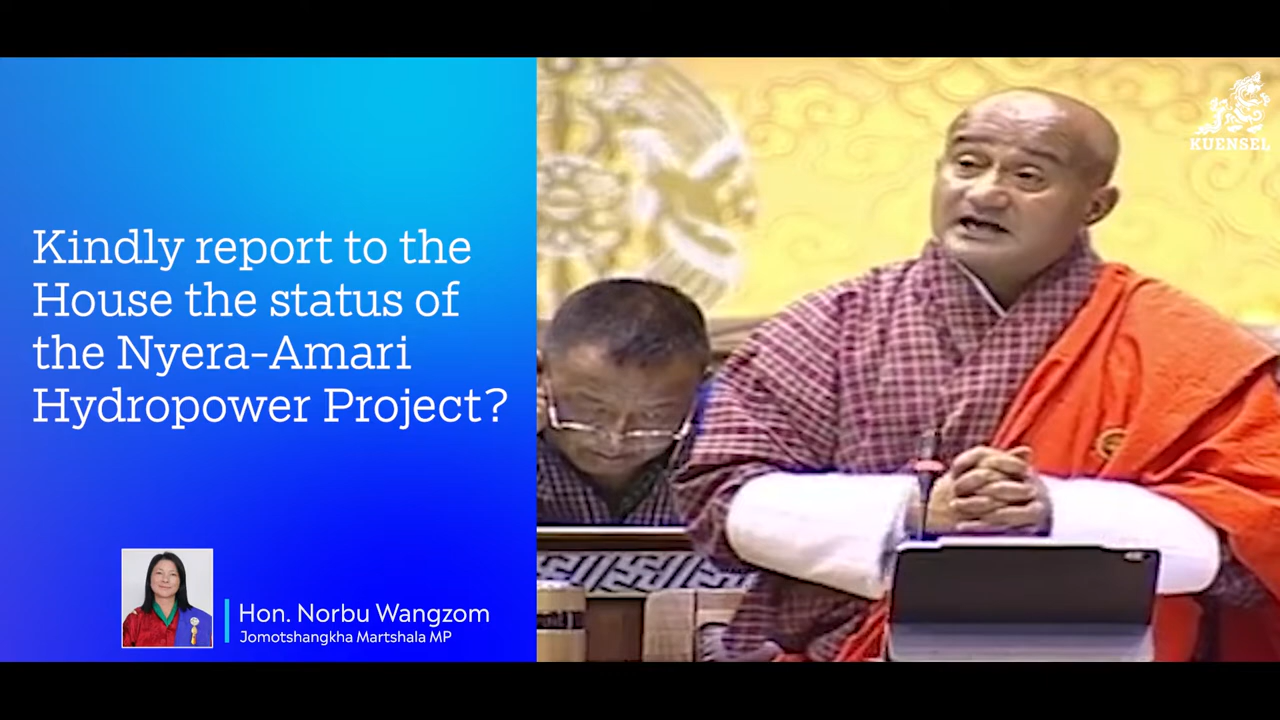 Kindly report to the
House the status of
the Nyera-Amari
Hydropower Project?
Hon. Norbu Wangzom
Jomotshangkha Martshala MP
KUENSEL